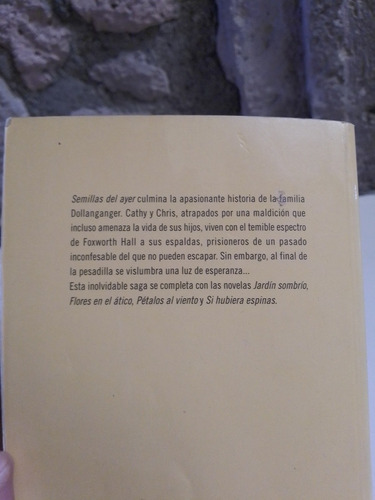 Semillas del ayer culmina la apasionante historia de la familia
Dollanganger. Cathy y Chris, atrapados por una maldición que
incluso amenaza la vida de sus hijos, viven con el temible espectro
de Foxworth Hall a sus espaldas, prisioneros de un pasado
inconfesable del que no pueden escapar. Sin embargo, al final de
la pesadilla se vislumbra una luz de esperanza...
Esta inolvidable saga se completa con las novelas Jardín sombrío,
Flores en el ático, Pétalos al viento y Si hubiera espinas.